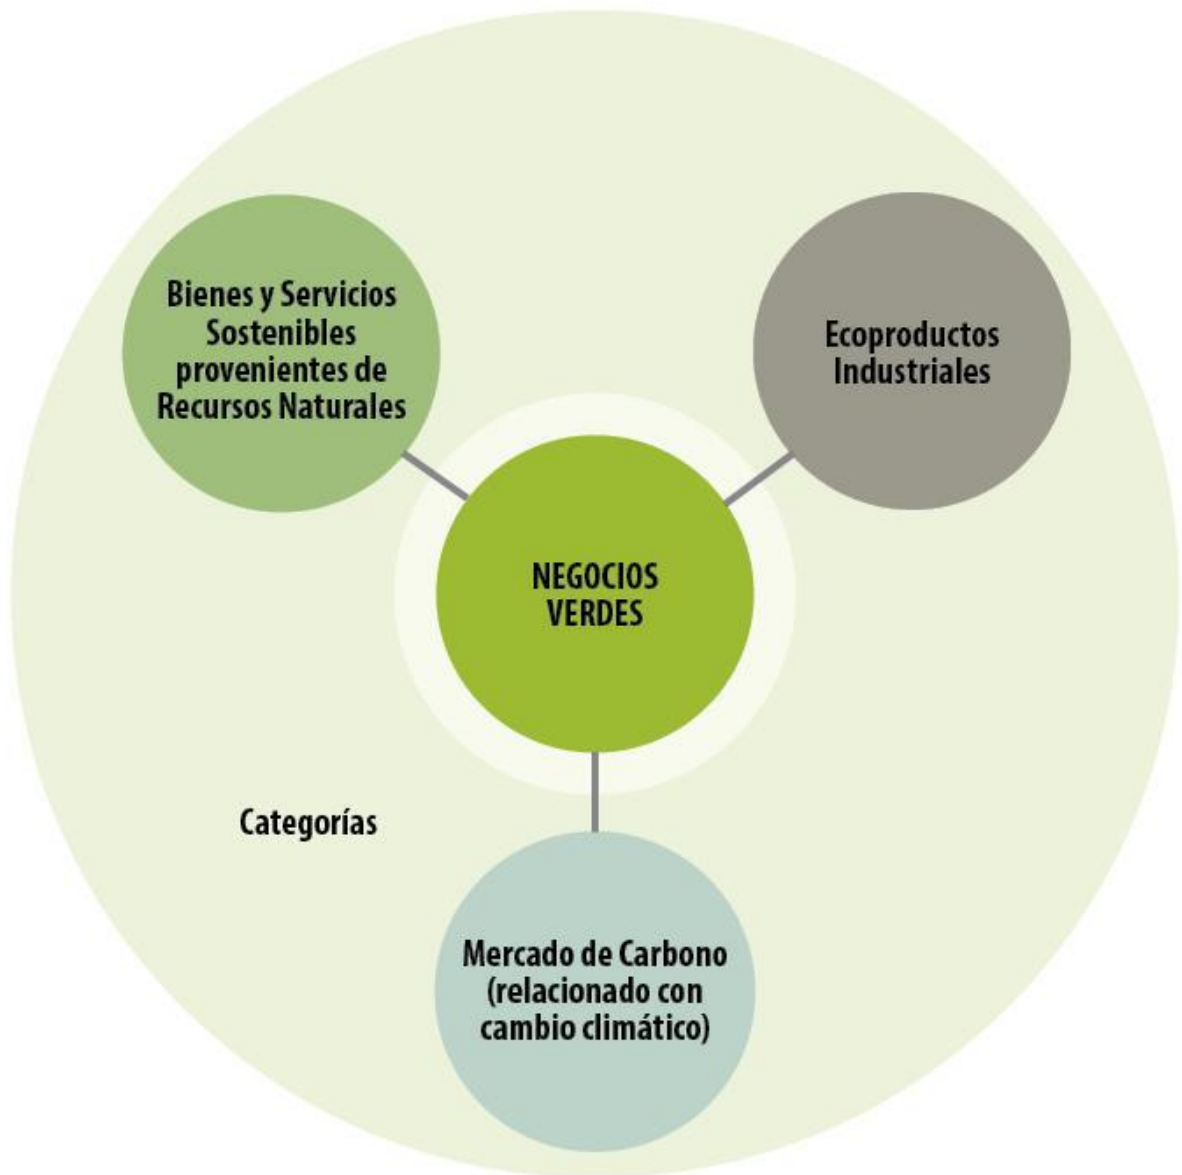 Bienes y Servicios
Sostenibles
provenientes de
Recursos Naturales
Ecoproductos
Industriales
NEGOCIOS
VERDES
Categorías
Mercado de Carbono
(relacionado con
cambio climático)